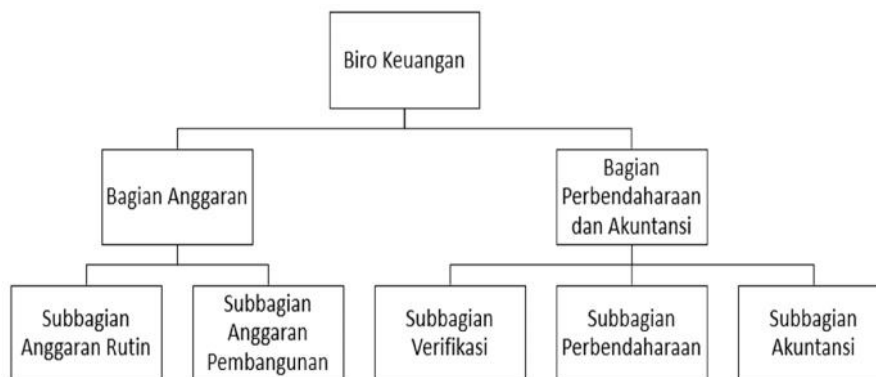 Biro Keuangan
Bagian Anggaran
Bagian
Perbendaharaan
dan Akuntansi
Subbagian
Anggaran Rutin
Subbagian
Anggaran
Pembangunan
Subbagian
Verifikasi
Subbagian
Perbendaharaan
Subbagian
Akuntansi